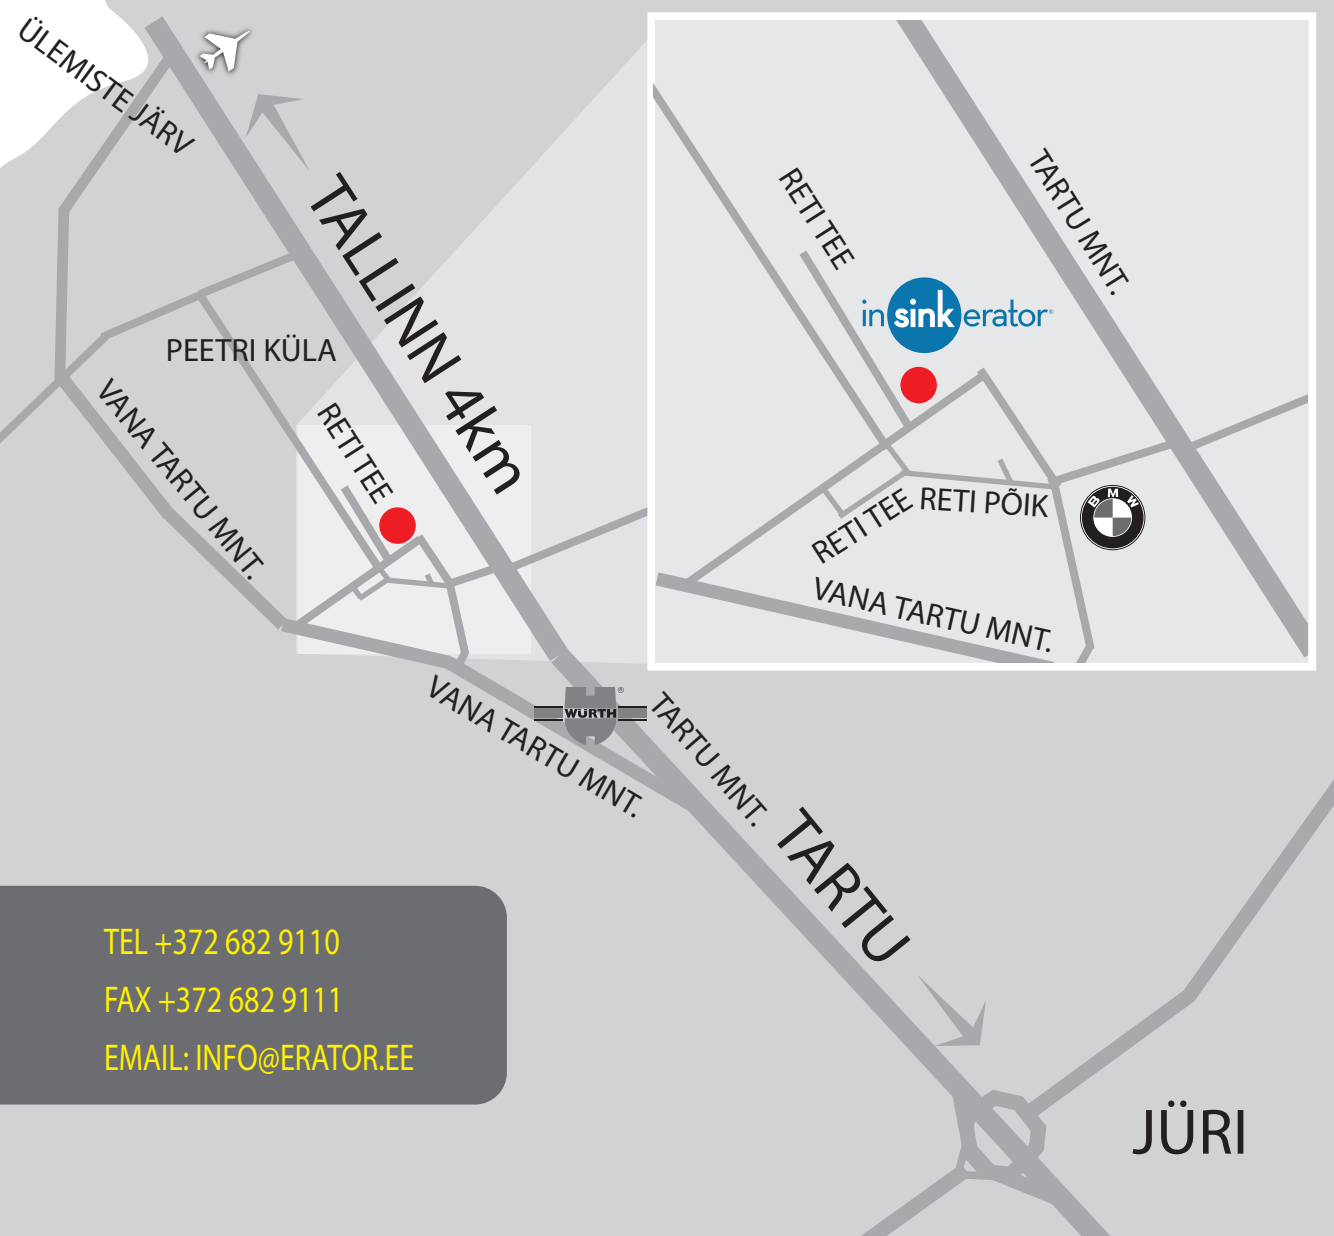 ÜLEMISTE JÄRV
TALLINN 4km
PEETRI KÜLA
VANA TARTU MNT.
RETI TEE
RETI TEE
TARTU MNT.
insinkerator®
RETI TEE
RETI PÕIK
BMW
VANA TARTU MNT.
VANA TARTU MNT.
WÜRTH®
TARTU MNT.
TARTU
TEL +372 682 9110
FAX +372 682 9111
EMAIL: INFO@ERATOR.EE
JÜRI